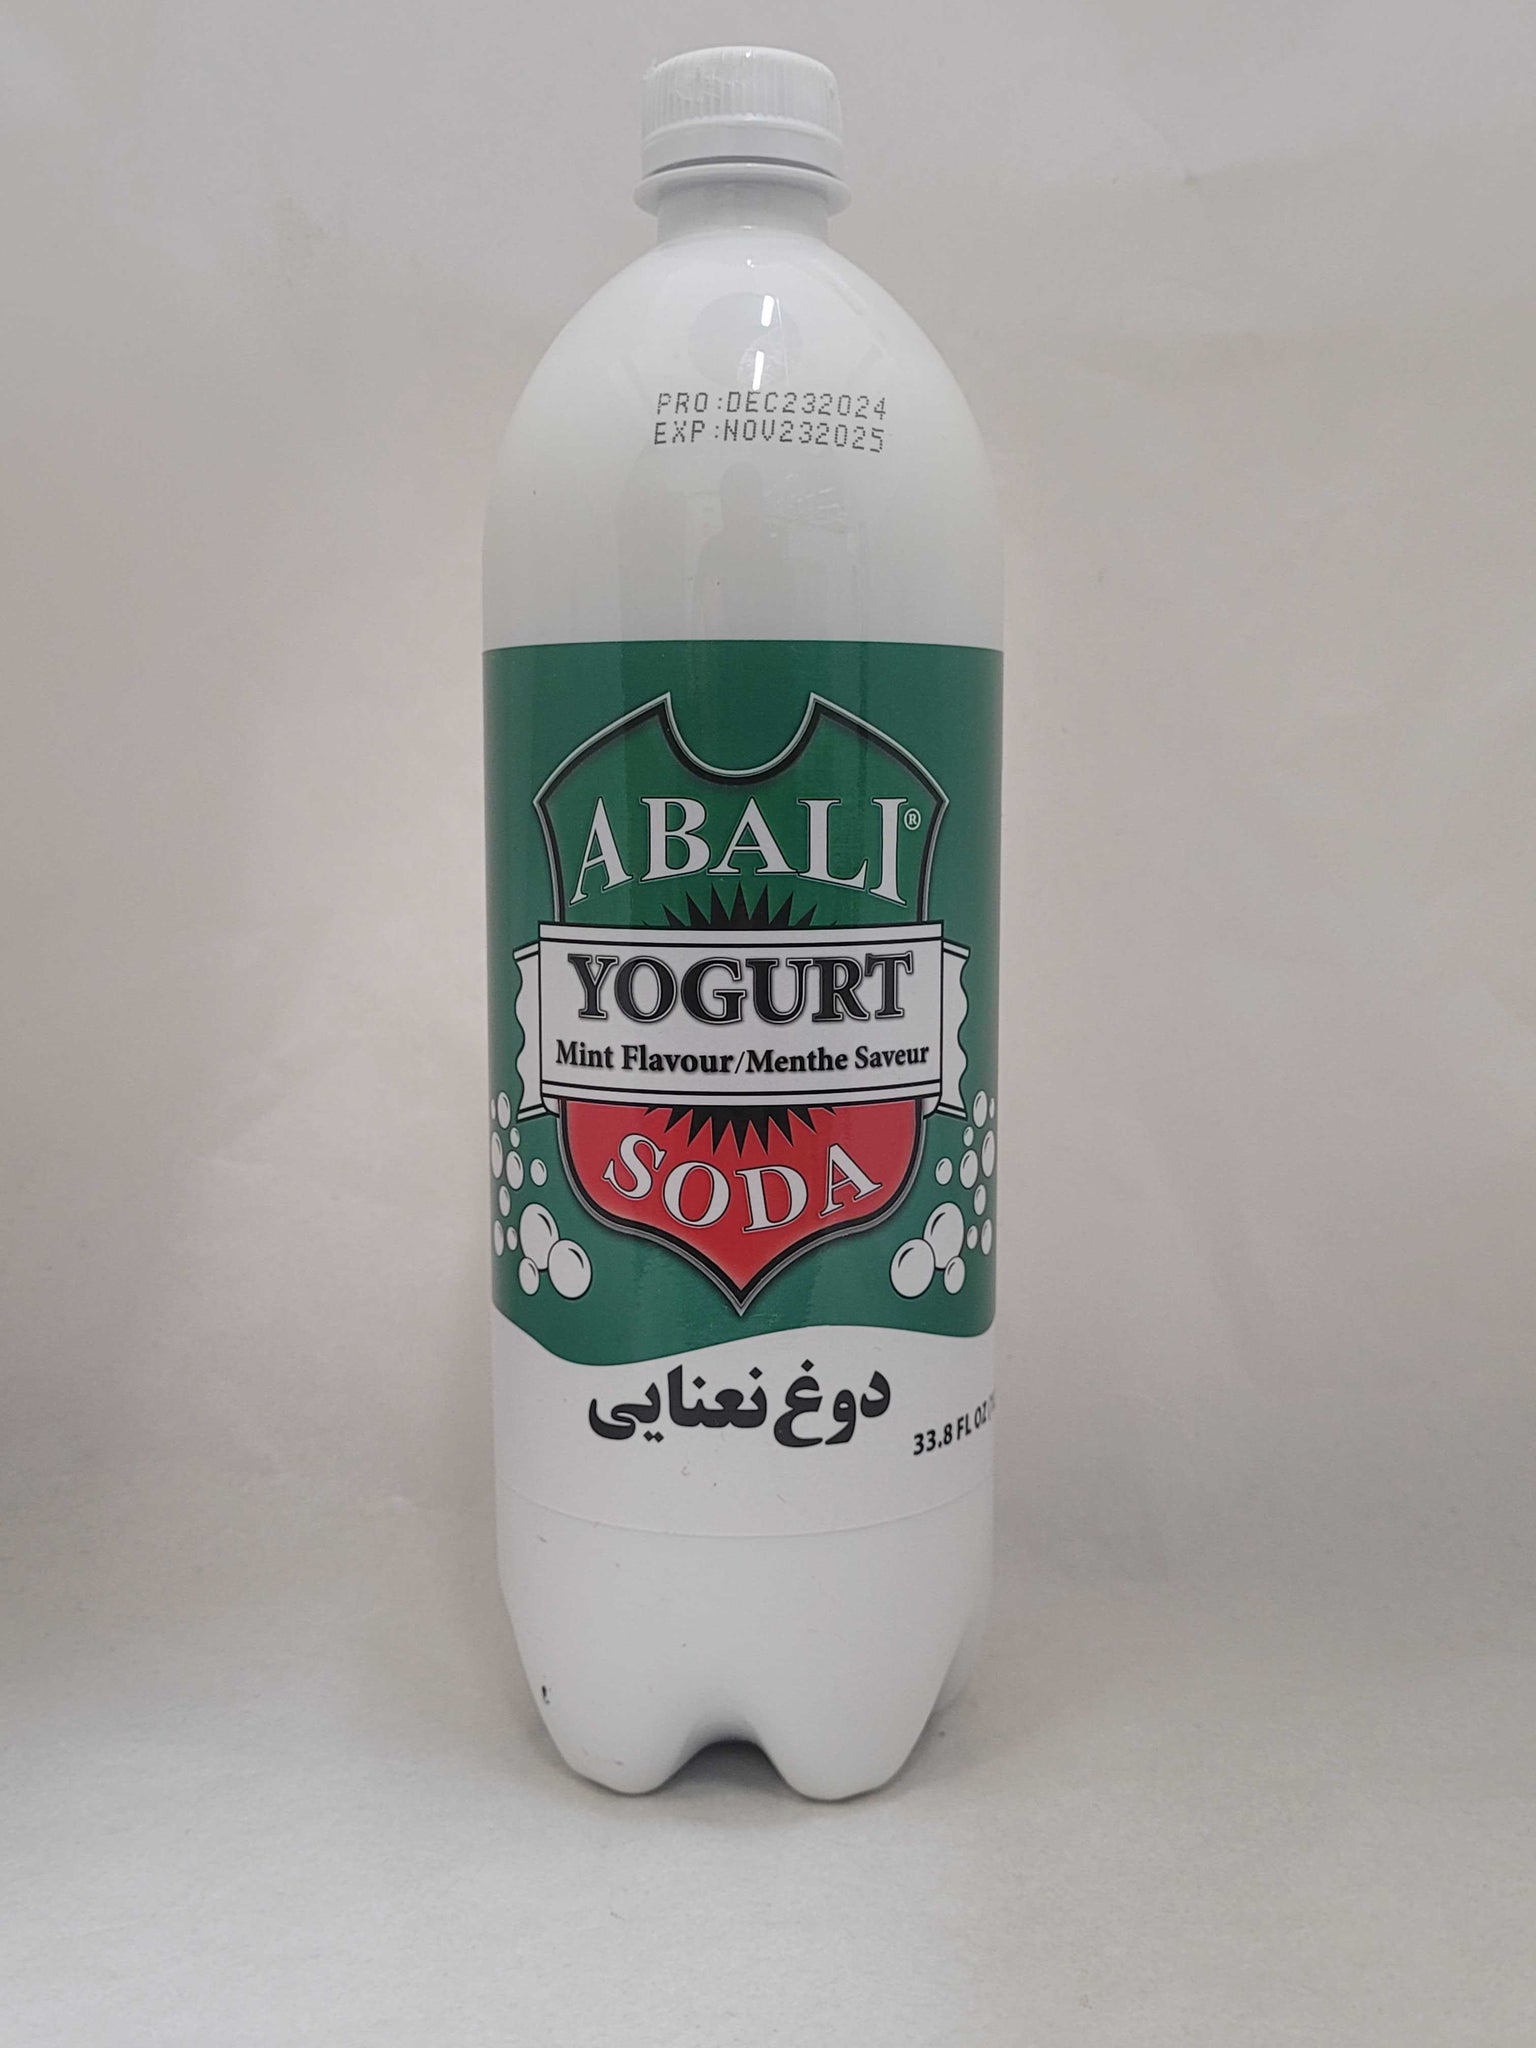 PRO:DEC232024
EXP:NOV232025
ABALI®
YOGURT
Mint Flavour/Menthe Saveur
SODA
دوغ نعنایی
33.8 FL OZ